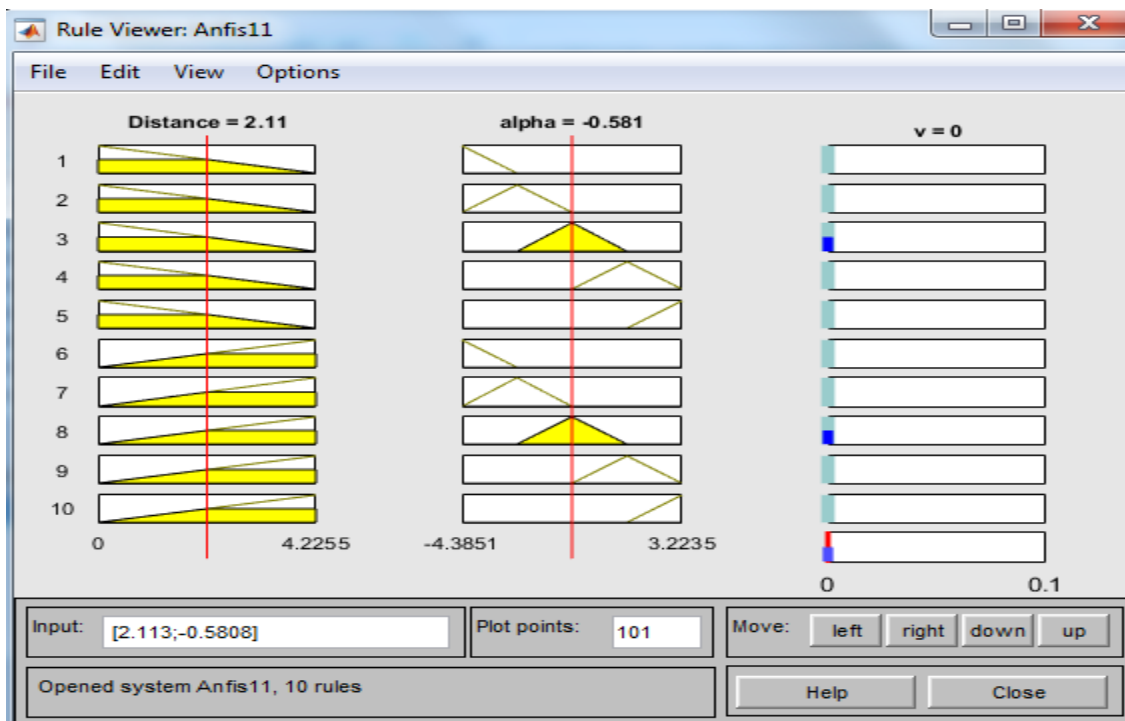 Rule Viewer: Anfis11
File Edit View Options
Distance = 2.11 alpha = -0.581 v = 0
1
2
3
4
5
6
7
8
9
10
0 4.2255 -4.3851 3.2235
0 0.1
Input: [2.113;-0.5808] Plot points: 101 Move: left right down up
Opened system Anfis11, 10 rules Help Close